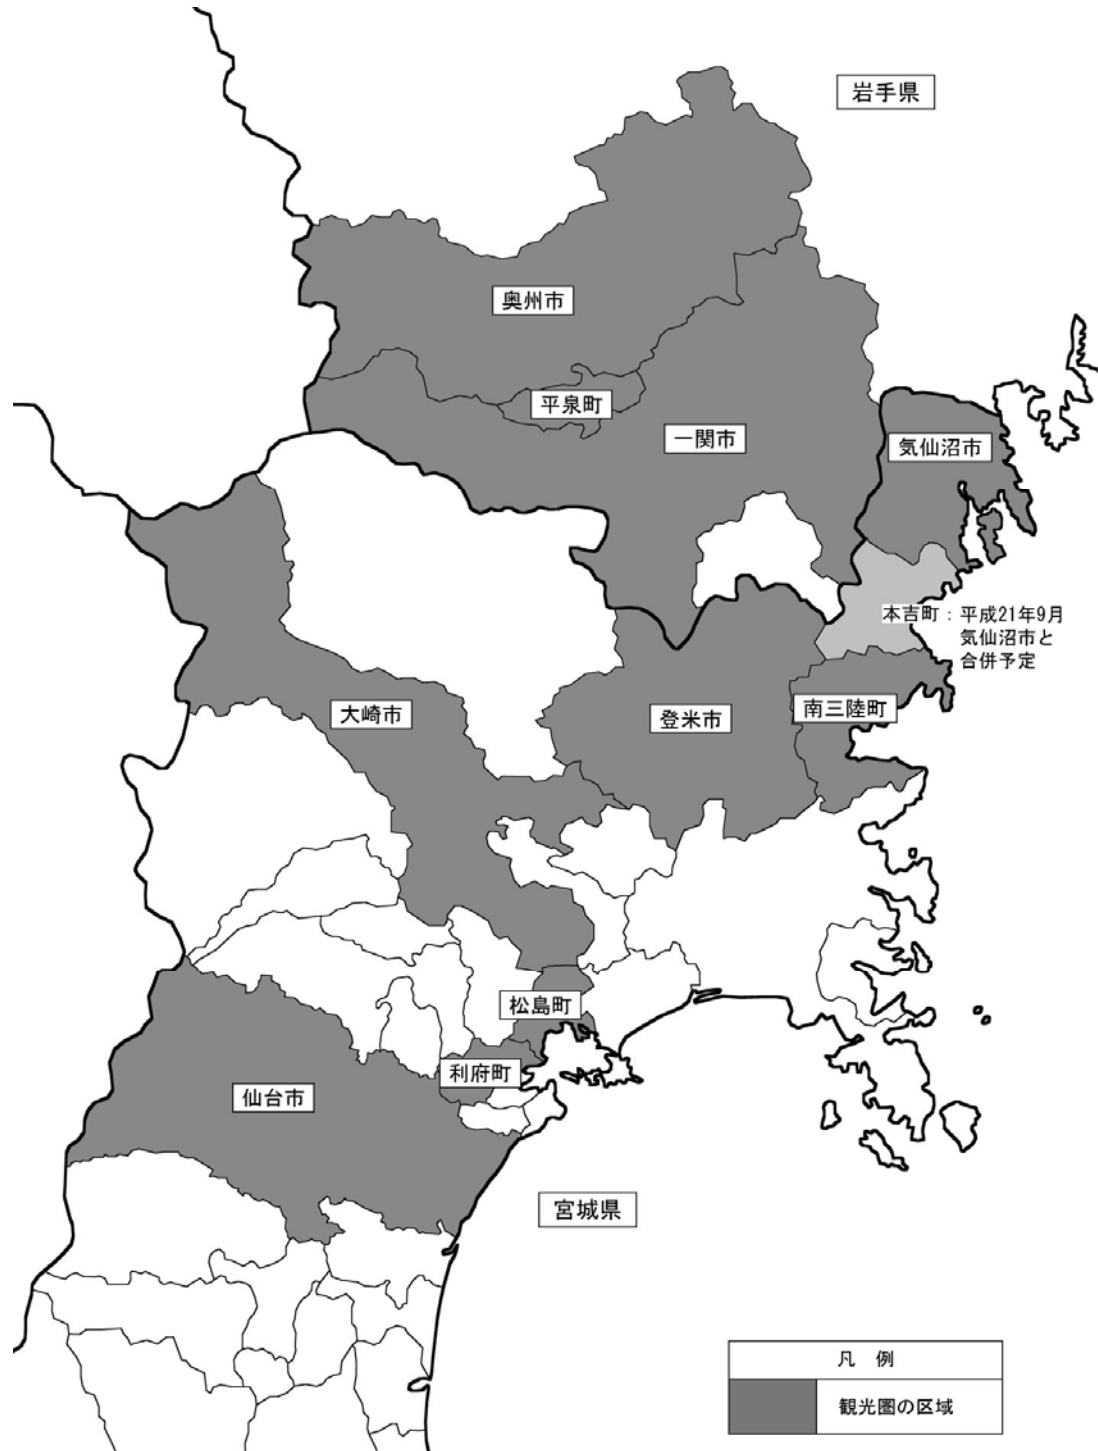 岩手県
奥州市
平泉町
一関市
気仙沼市
本吉町：平成21年9月
気仙沼市と
合併予定
大崎市
登米市
南三陸町
松島町
利府町
仙台市
宮城県
凡 例
観光圏の区域